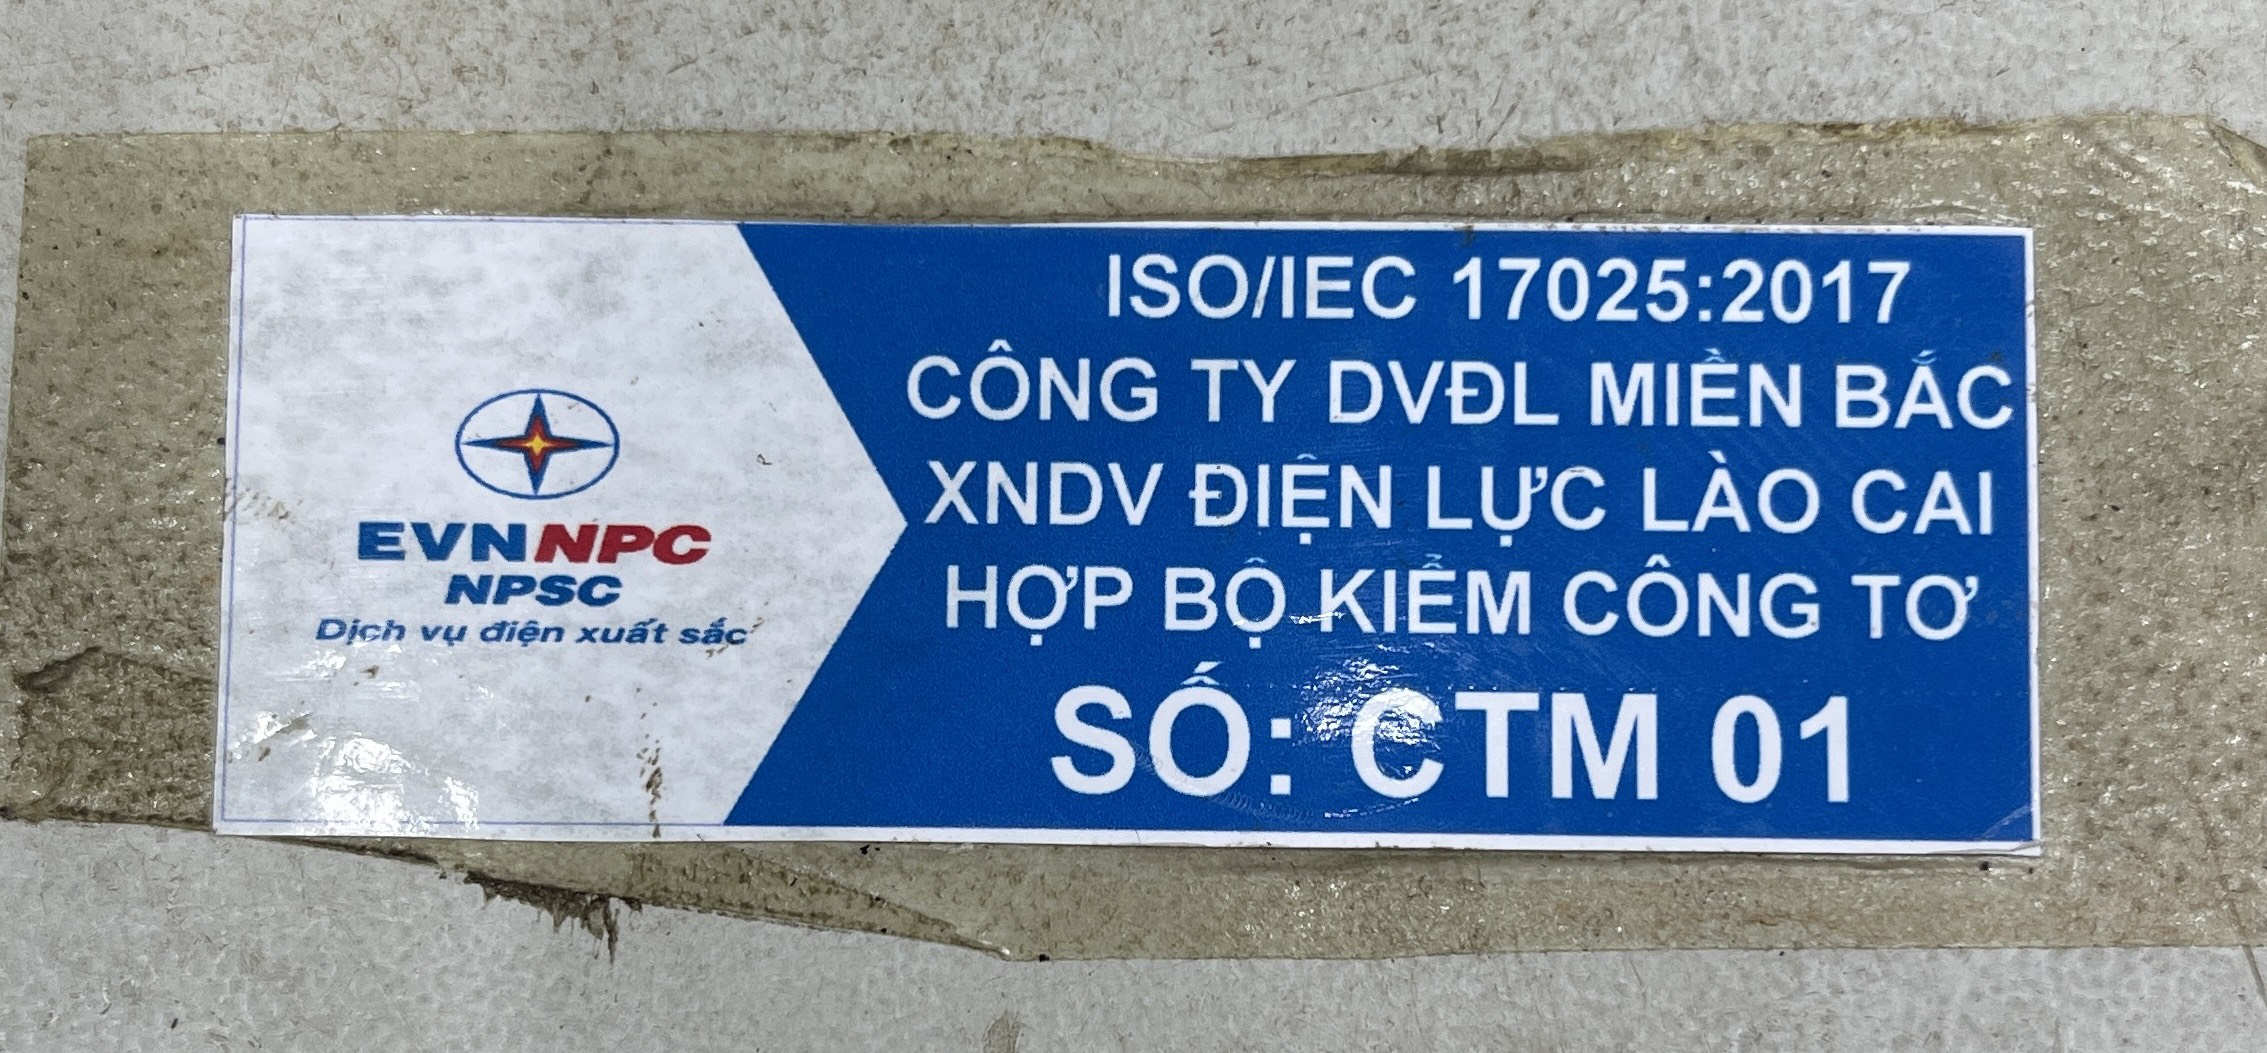 EVNNPC
NPSC
Dịch vụ điện xuất sắc
ISO/IEC 17025:2017
CÔNG TY DVĐL MIỀN BẮC
XNDV ĐIỆN LỰC LÀO CAI
HỢP BỘ KIỂM CÔNG TƠ
SỐ: CTM 01